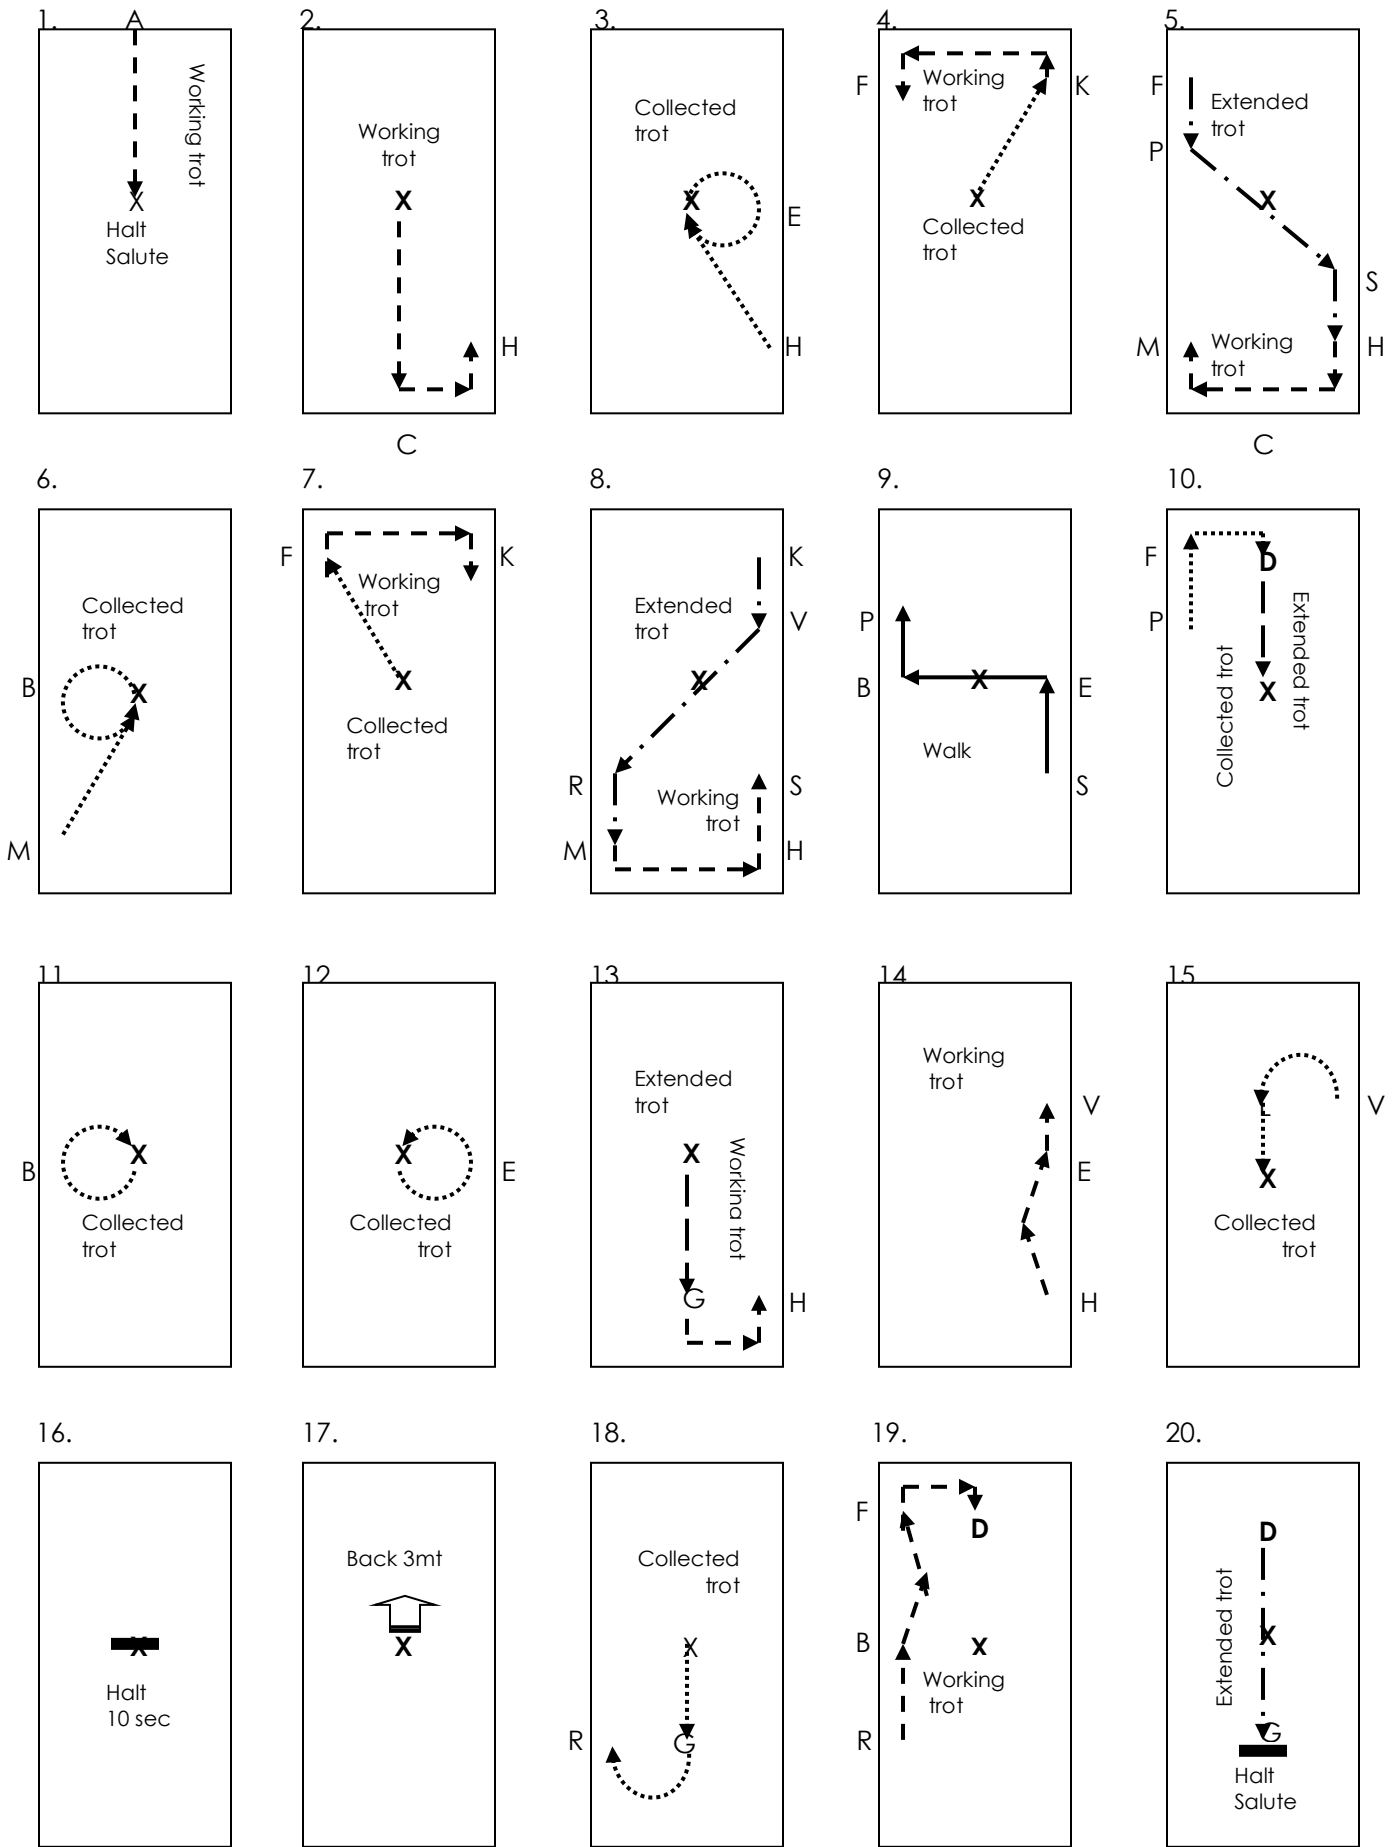 1.
A
Working trot
X
Halt
Salute
2.
Working
trot
X
H
C
3.
Collected
trot
X
E
H
4.
F
Working
trot
K
X
Collected
trot
5.
F
Extended
trot
P
X
S
M
Working
trot
H
C
6.
Collected
trot
B
X
M
7.
F
K
Working
trot
X
Collected
trot
8.
K
Extended
trot
V
X
R
Working
trot
S
M
H
9.
P
B
X
E
Walk
S
10.
F
D
P
Collected trot
Extended trot
X
11
X
B
Collected
trot
12
X
E
Collected
trot
13
Extended
trot
X
Working trot
G
H
14
Working
trot
V
E
H
15
V
X
Collected
trot
16.
X
Halt
10 sec
17.
Back 3mt
X
18.
Collected
trot
X
R
G
19.
F
D
B
X
Working
trot
R
20.
D
Extended trot
X
G
Halt
Salute